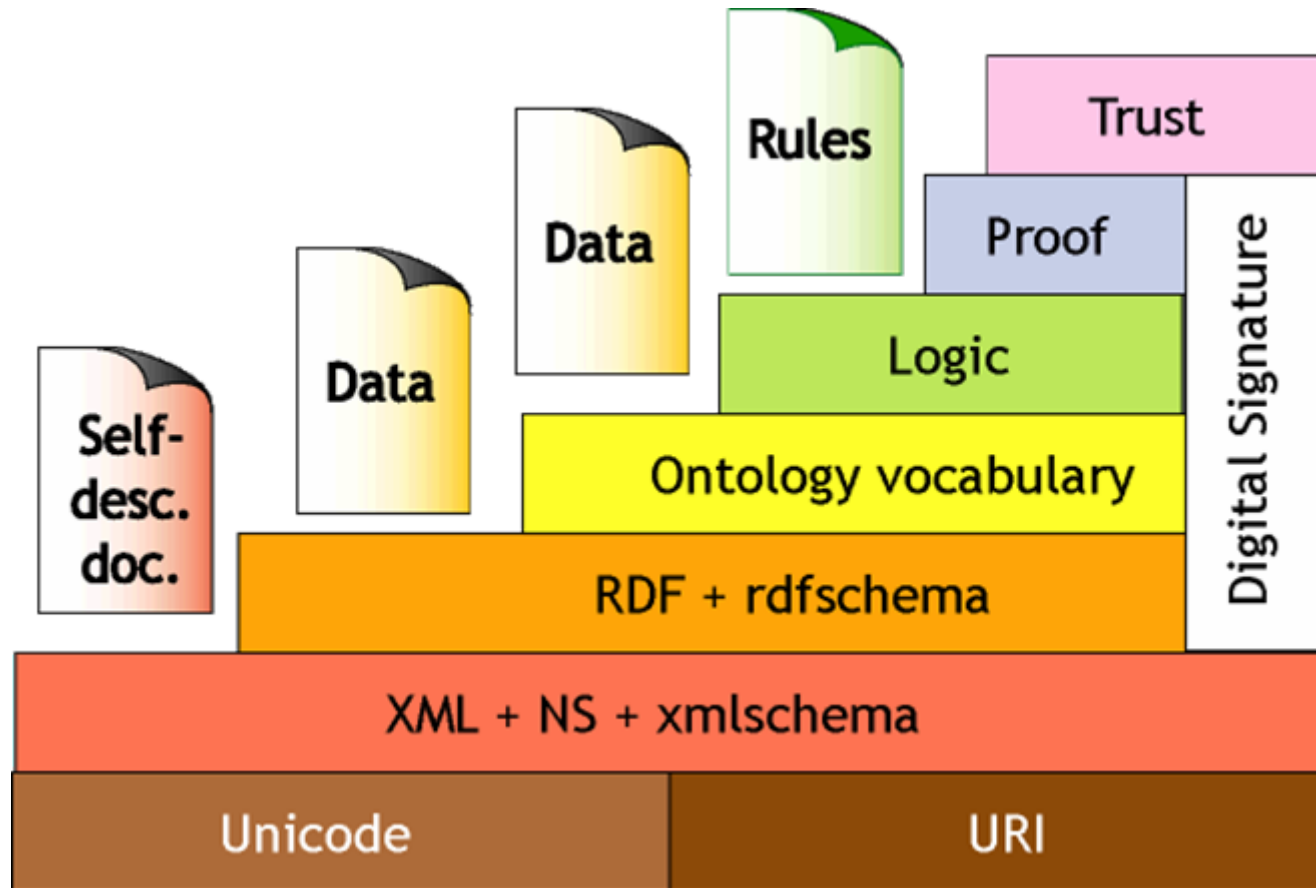 Rules
Trust
Data
Proof
Data
Logic
Self-
desc.
doc.
Digital Signature
Ontology vocabulary
RDF + rdfschema
XML + NS + xmlschema
Unicode
URI